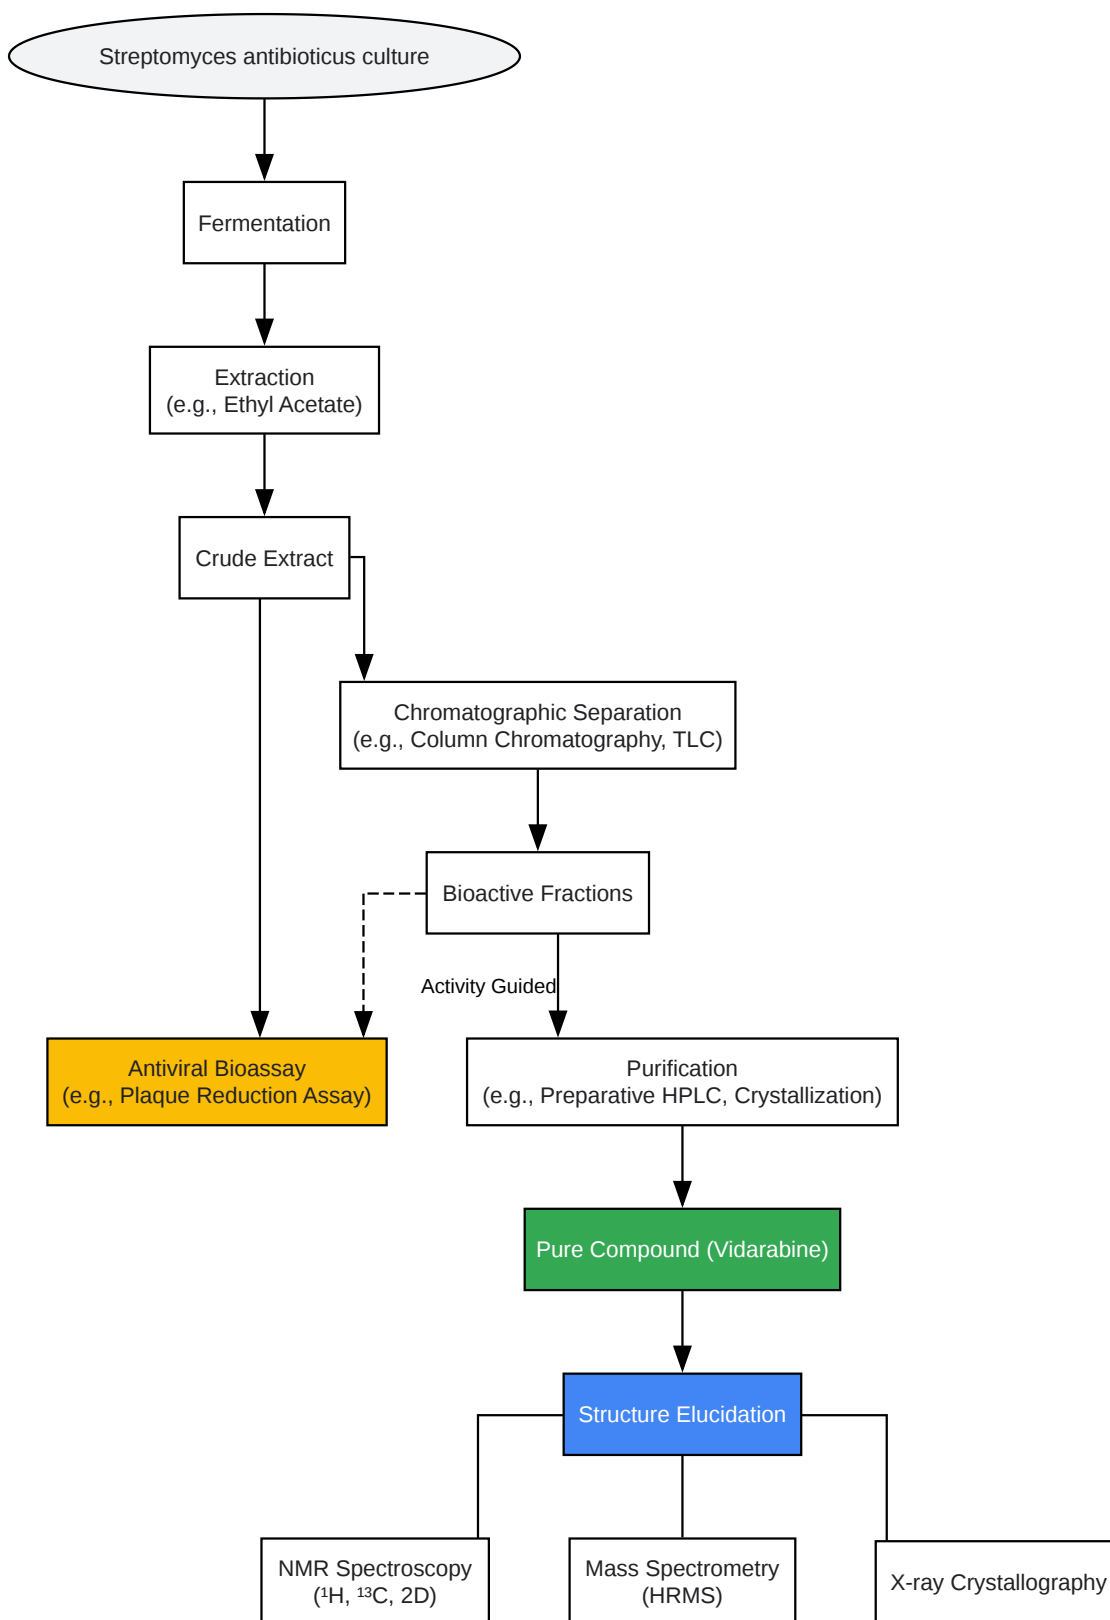 Streptomyces antibioticus culture
Fermentation
Extraction
(e.g., Ethyl Acetate)
Crude Extract
Chromatographic Separation
(e.g., Column Chromatography, TLC)
Bioactive Fractions
Activity Guided
Antiviral Bioassay
(e.g., Plaque Reduction Assay)
Purification
(e.g., Preparative HPLC, Crystallization)
Pure Compound (Vidarabine)
Structure Elucidation
NMR Spectroscopy
(¹H, ¹³C, 2D)
Mass Spectrometry
(HRMS)
X-ray Crystallography